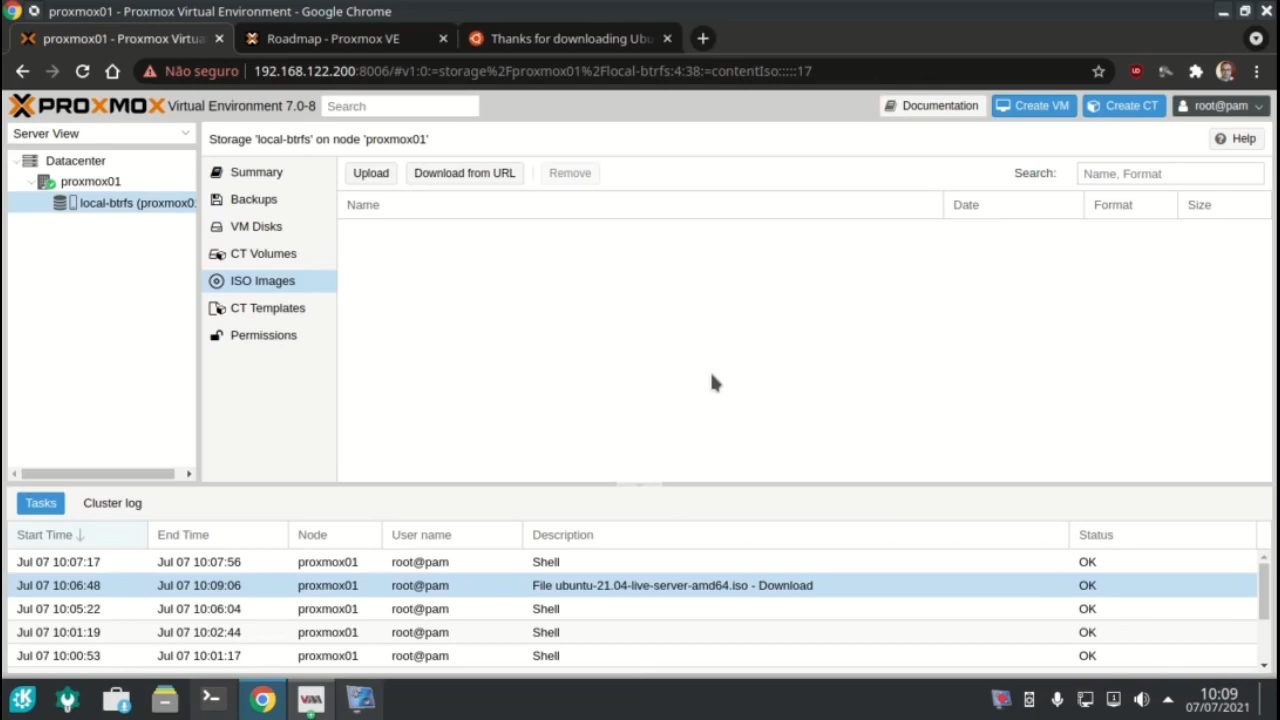 proxmox01 - Proxmox Virtual Environment - Google Chrome
proxmox01 - Proxmox Virtua
Roadmap - Proxmox VE
Thanks for downloading Ubu
Não seguro
192.168.122.200:8006/#v1:0:=storage%2Fproxmox01%2Flocal-btrfs:4:38:=contentIso:::::17
PROXMOX Virtual Environment 7.0-8
Search
Documentation
Create VM
Create CT
root@pam
Server View
Storage 'local-btrfs' on node 'proxmox01'
Help
Datacenter
proxmox01
local-btrfs (proxmox0
Summary
Backups
VM Disks
CT Volumes
ISO Images
CT Templates
Permissions
Upload
Download from URL
Remove
Search:
Name, Format
Name Date Format Size
Tasks
Cluster log
Start Time End Time Node User name Description Status
Jul 07 10:07:17 Jul 07 10:07:56 proxmox01 root@pam Shell OK
Jul 07 10:06:48 Jul 07 10:09:06 proxmox01 root@pam File ubuntu-21.04-live-server-amd64.iso - Download OK
Jul 07 10:05:22 Jul 07 10:06:04 proxmox01 root@pam Shell OK
Jul 07 10:01:19 Jul 07 10:02:44 proxmox01 root@pam Shell OK
Jul 07 10:00:53 Jul 07 10:01:17 proxmox01 root@pam Shell OK
10:09
07/07/2021